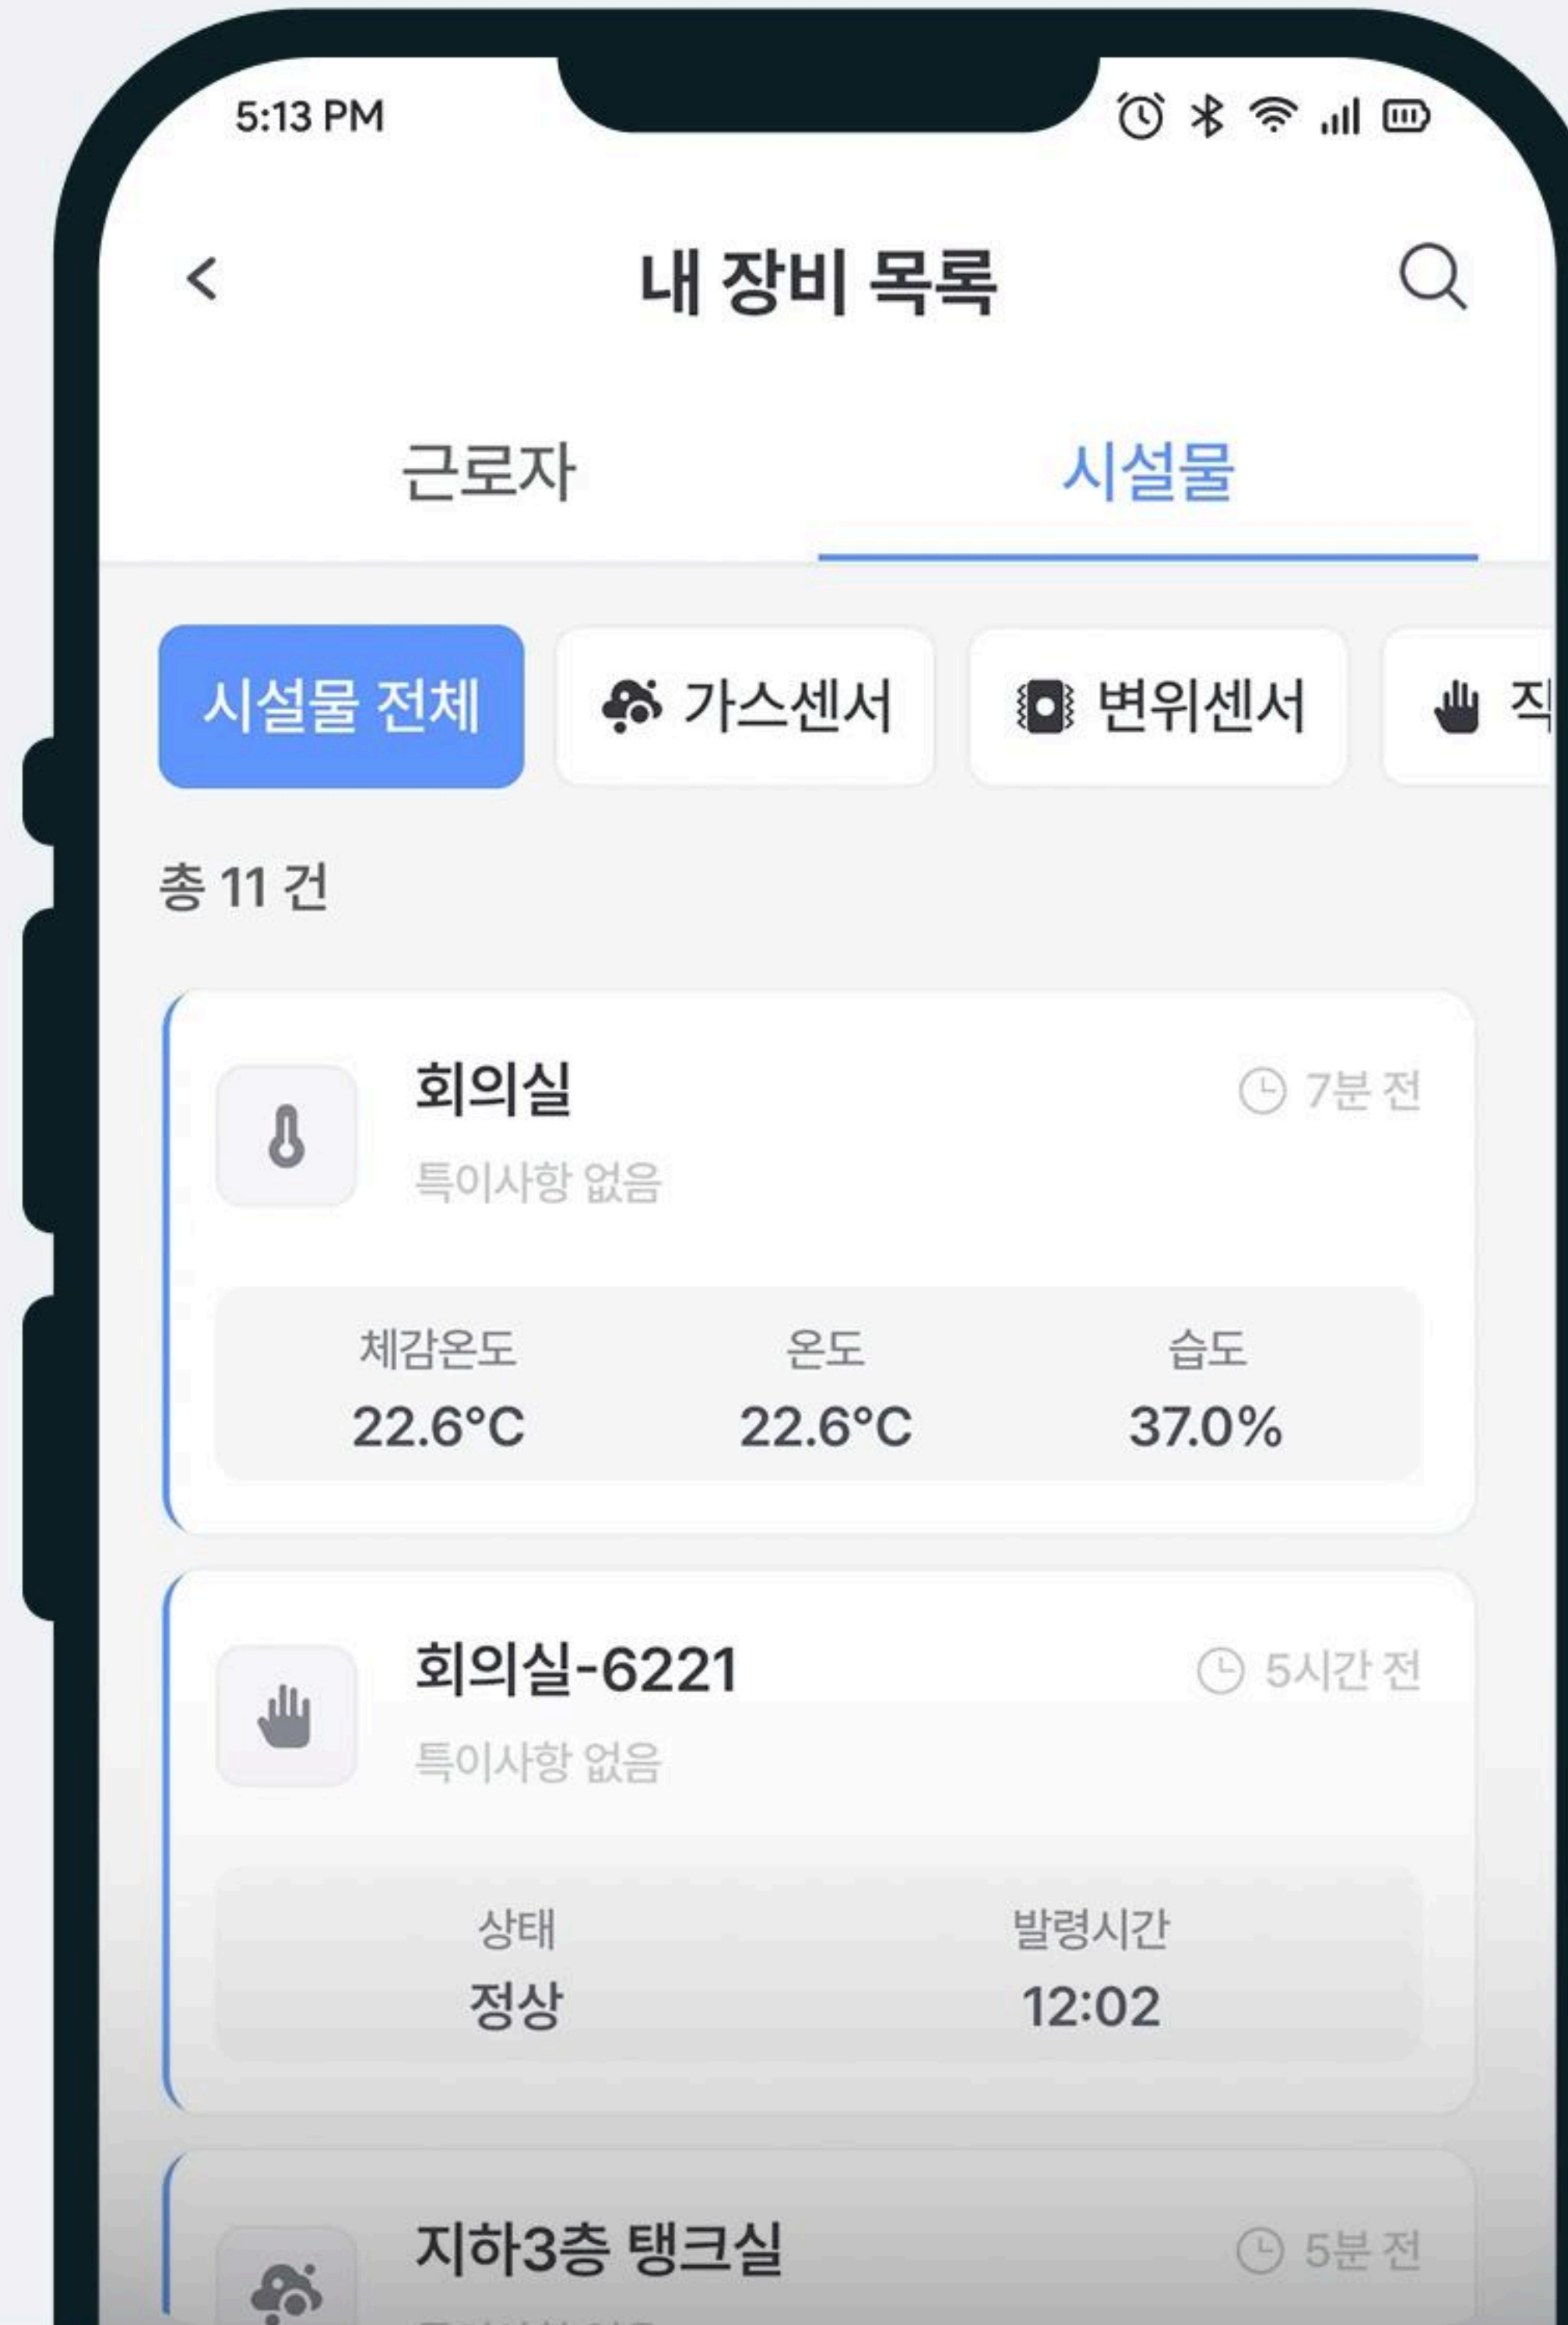 5:13 PM
내 장비 목록
근로자 시설물
시설물 전체 가스센서 변위센서
총 11 건
회의실 7분 전
특이사항 없음
체감온도 온도 습도
22.6°C 22.6°C 37.0%
회의실-6221 5시간 전
특이사항 없음
상태 발령시간
정상 12:02
지하3층 탱크실 5분 전